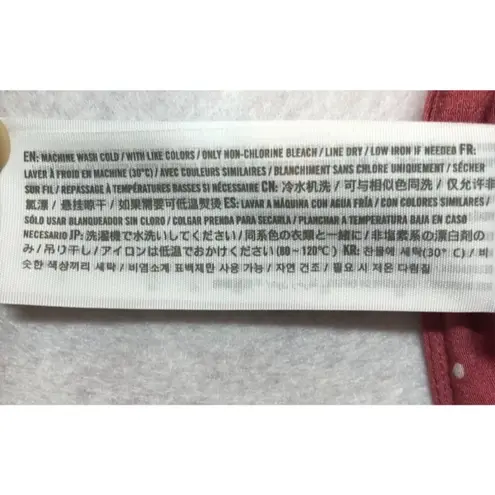 EN: MACHINE WASH COLD / WITH LIKE COLORS / ONLY NON-CHLORINE BLEACH / LINE DRY / LOW IRON IF NEEDED FR:
LAVER À FROID EN MACHINE (30°C) / AVEC COULEURS SIMILAIRES / BLANCHIMENT SANS CHLORE UNIQUEMENT / SÉCHER
SUR FIL / REPASSAGE À TEMPÉRATURES BASSES SI NÉCESSAIRE CN: 冷水机洗 / 可与相似色同洗 / 仅允许非
氯漂 / 悬挂晾干 / 如果需要可低温熨烫 ES: LAVAR A MÁQUINA CON AGUA FRÍA / CON COLORES SIMILARES /
SÓLO USAR BLANQUEADOR SIN CLORO / COLGAR PRENDA PARA SECARLA / PLANCHAR A TEMPERATURA BAJA EN CASO
NECESARIO JP: 洗濯機で水洗いしてください / 同系色の衣類と一緒に / 非塩素系の漂白剤の
み / 吊り干し / アイロンは低温でおかけください (80~120°C) KR: 찬물에 세탁(30°C) / 비
슷한 색상끼리 세탁 / 비염소계 표백제만 사용 가능 / 자연 건조 / 필요 시 저온 다림질